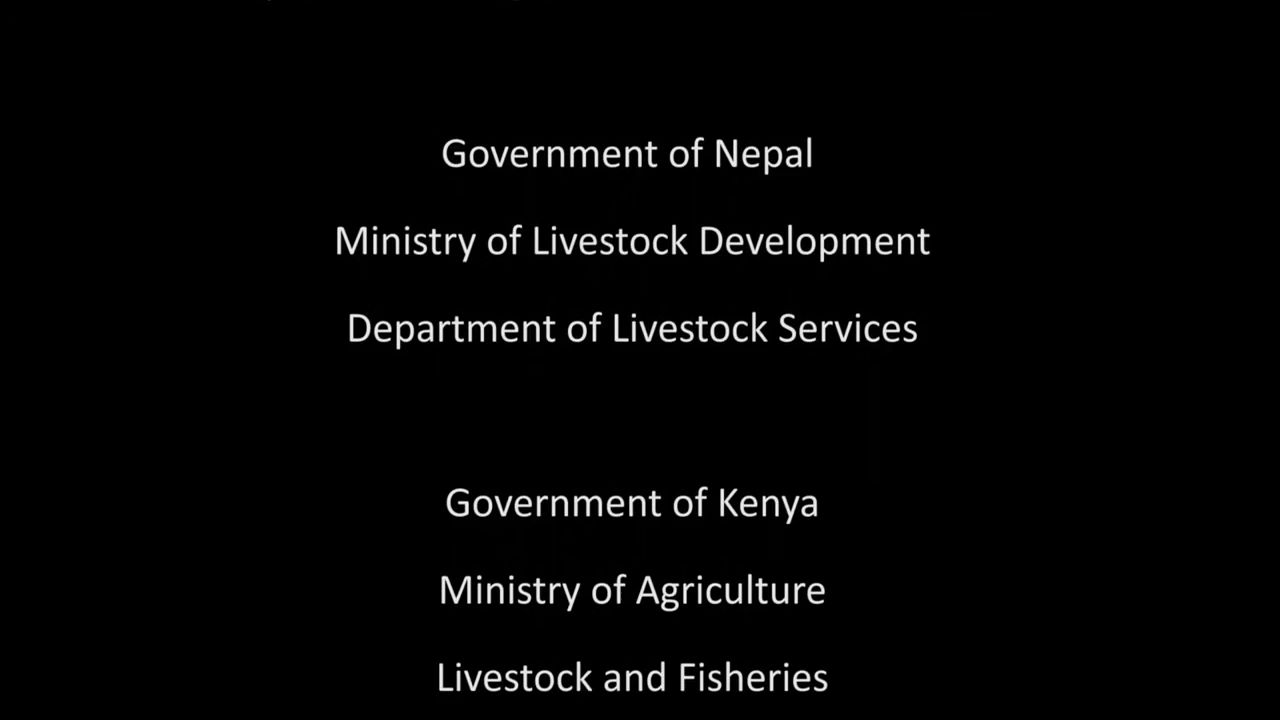 Government of Nepal
Ministry of Livestock Development
Department of Livestock Services
Government of Kenya
Ministry of Agriculture
Livestock and Fisheries